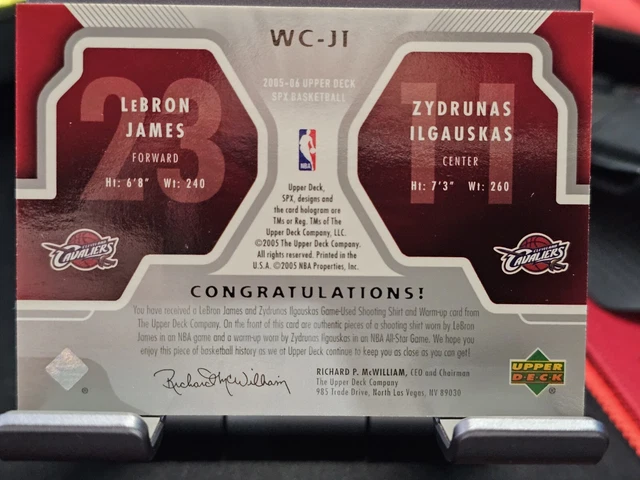 WC-JI
2005-06 UPPER DECK
SPX BASKETBALL
23
LEBRON
JAMES
FORWARD
Ht: 6'8" Wt: 240
CAVALIERS
11
ZYDRUNAS
ILGAUSKAS
CENTER
Ht: 7'3" Wt: 260
CAVALIERS
NBA
Upper Deck,
SPX, designs and
the card hologram are
TMs or Reg. TMs of The
Upper Deck Company, LLC.
©2005 The Upper Deck Company.
All rights reserved. Printed in the
U.S.A. ©2005 NBA Properties, Inc.
CONGRATULATIONS!
You have received a LeBron James and Zydrunas Ilgauskas Game-Used Shooting Shirt and Warm-up card from
The Upper Deck Company. On the front of this card are authentic pieces of a shooting shirt worn by LeBron
James in an NBA game and a warm-up worn by Zydrunas Ilgauskas in an NBA All-Star Game. We hope you
enjoy this piece of basketball history as we at Upper Deck continue to keep you as close as you can get!
Richard McWilliam
RICHARD P. McWILLIAM, CEO and Chairman
The Upper Deck Company
985 Trade Drive, North Las Vegas, NV 89030
UPPER
DECK